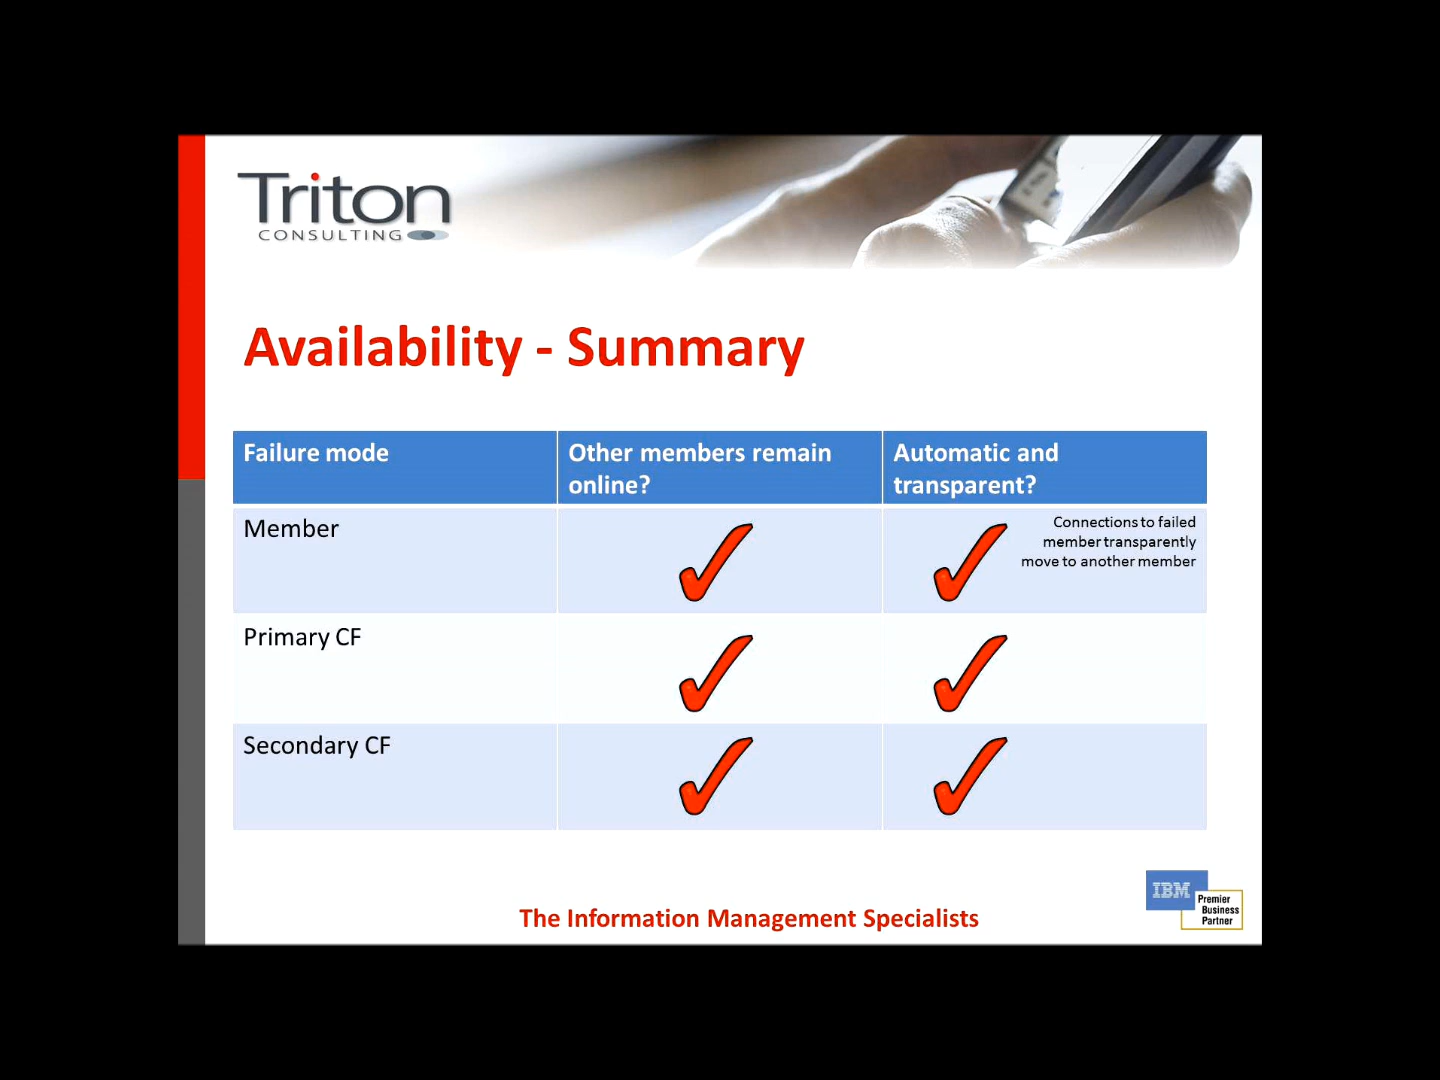 Triton
CONSULTING
Availability - Summary
Failure mode
Other members remain
online?
Automatic and
transparent?
Member
Connections to failed
member transparently
move to another member
Primary CF
Secondary CF
The Information Management Specialists
IBM
Premier
Business
Partner